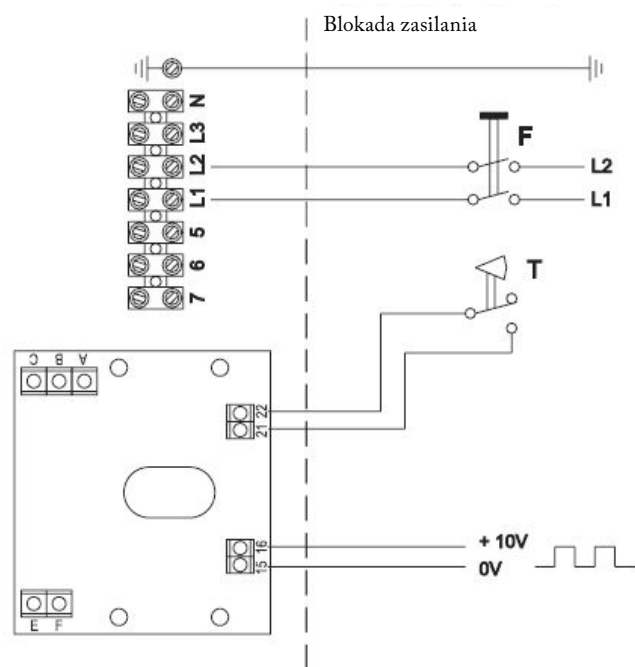 Blokada zasilania
N
L3
L2
L1
5
6
7
F
L2
L1
T
C B A
22
21
16
15
+ 10V
0V
E F